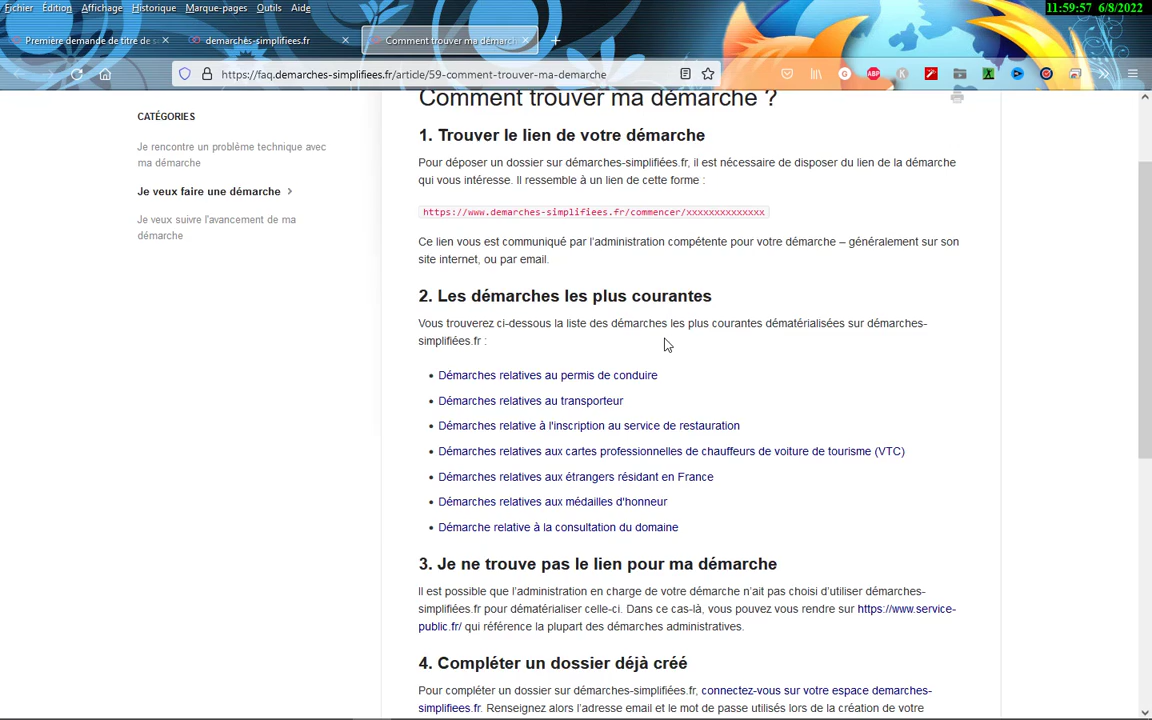 Fichier Édition Affichage Historique Marque-pages Outils Aide
11:59:57 6/8/2022
Première demande de titre de s
demarches-simplifiees.fr
Comment trouver ma démarch
https://faq.demarches-simplifiees.fr/article/59-comment-trouver-ma-demarche
ABP
CATÉGORIES
Je rencontre un problème technique avec
ma démarche
Je veux faire une démarche
Je veux suivre l'avancement de ma
démarche
Comment trouver ma démarche ?
1. Trouver le lien de votre démarche
Pour déposer un dossier sur démarches-simplifiées.fr, il est nécessaire de disposer du lien de la démarche
qui vous intéresse. Il ressemble à un lien de cette forme :
https://www.demarches-simplifiees.fr/commencer/xxxxxxxxxxxxxx
Ce lien vous est communiqué par l'administration compétente pour votre démarche – généralement sur son
site internet, ou par email.
2. Les démarches les plus courantes
Vous trouverez ci-dessous la liste des démarches les plus courantes dématérialisées sur démarches-
simplifiées.fr :
• Démarches relatives au permis de conduire
• Démarches relatives au transporteur
• Démarches relative à l'inscription au service de restauration
• Démarches relatives aux cartes professionnelles de chauffeurs de voiture de tourisme (VTC)
• Démarches relatives aux étrangers résidant en France
• Démarches relatives aux médailles d'honneur
• Démarche relative à la consultation du domaine
3. Je ne trouve pas le lien pour ma démarche
Il est possible que l'administration en charge de votre démarche n'ait pas choisi d'utiliser démarches-
simplifiées.fr pour dématérialiser celle-ci. Dans ce cas-là, vous pouvez vous rendre sur https://www.service-
public.fr/ qui référence la plupart des démarches administratives.
4. Compléter un dossier déjà créé
Pour compléter un dossier sur démarches-simplifiées.fr, connectez-vous sur votre espace demarches-
simplifiees.fr. Renseignez alors l'adresse email et le mot de passe utilisés lors de la création de votre